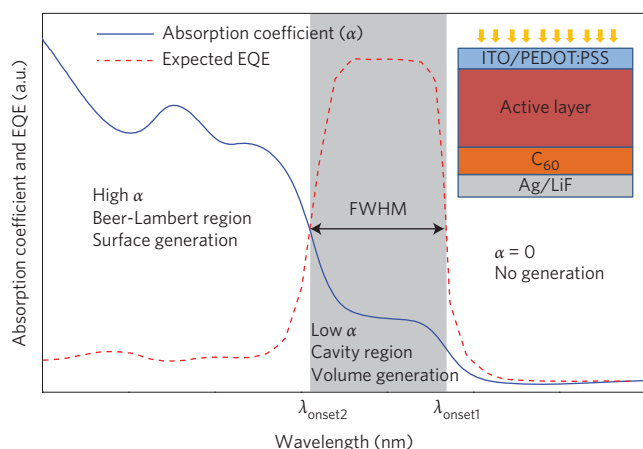 Absorption coefficient (α)
Expected EQE
ITO/PEDOT:PSS
Active layer
C₆₀
Ag/LiF
High α
Beer-Lambert region
Surface generation
FWHM
α = 0
No generation
Low α
Cavity region
Volume generation
λonset2
λonset1
Wavelength (nm)
Absorption coefficient and EQE (a.u.)